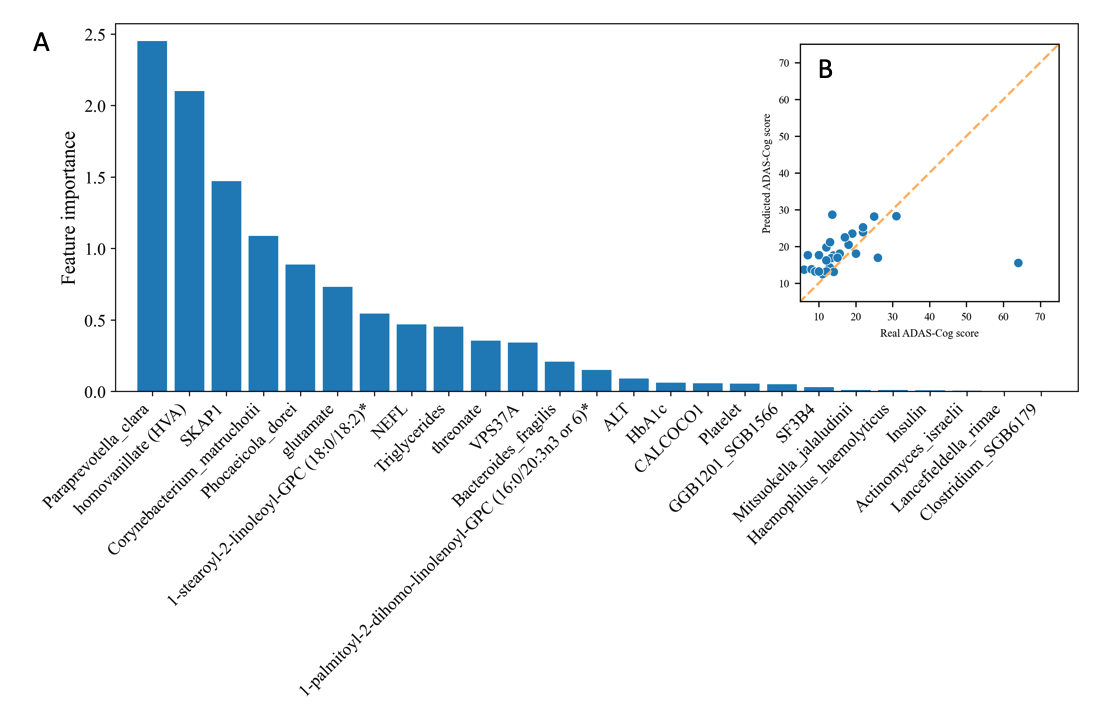 A
Feature importance
2.5
2.0
1.5
1.0
0.5
0.0
Paraprevotella_clara
homovanillate (HVA)
SKAP1
Corynebacterium_matruchotii
Phocaeicola_dorei
glutamate
1-stearoyl-2-linoleoyl-GPC (18:0/18:2)*
NEFL
Triglycerides
threonate
VPS37A
Bacteroides_fragilis
1-palmitoyl-2-dihomo-linolenoyl-GPC (16:0/20:3n3 or 6)*
ALT
HbA1c
CALCOCO1
Platelet
GGB1201_SGB1566
SF3B4
Mitsuokella_jalaludinii
Haemophilus_haemolyticus
Insulin
Actinomyces_israelii
Lancefieldella_rimae
Clostridium_SGB6179
B
Predicted ADAS-Cog score
70
60
50
40
30
20
10
10 20 30 40 50 60 70
Real ADAS-Cog score